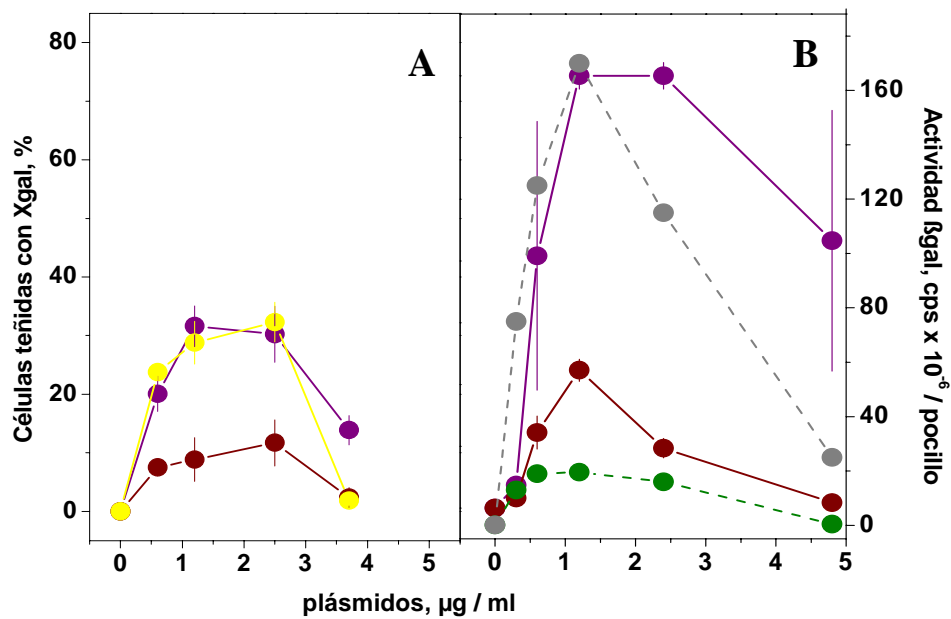 A
B
80
60
40
20
0
Células teñidas con Xgal, %
0 1 2 3 4 5
0 1 2 3 4 5
plásmidos, µg / ml
160
120
80
40
0
Actividad ßgal, cps x 10-6 / pocillo